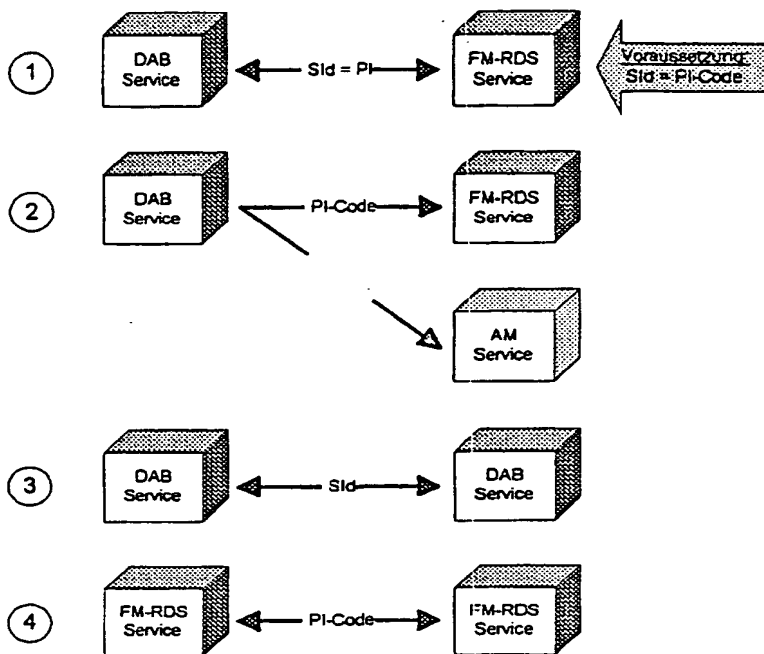 1
DAB
Service
SId = PI
FM-RDS
Service
Voraussetzung:
SId = PI-Code
2
DAB
Service
PI-Code
FM-RDS
Service
AM
Service
3
DAB
Service
SId
DAB
Service
4
FM-RDS
Service
PI-Code
FM-RDS
Service